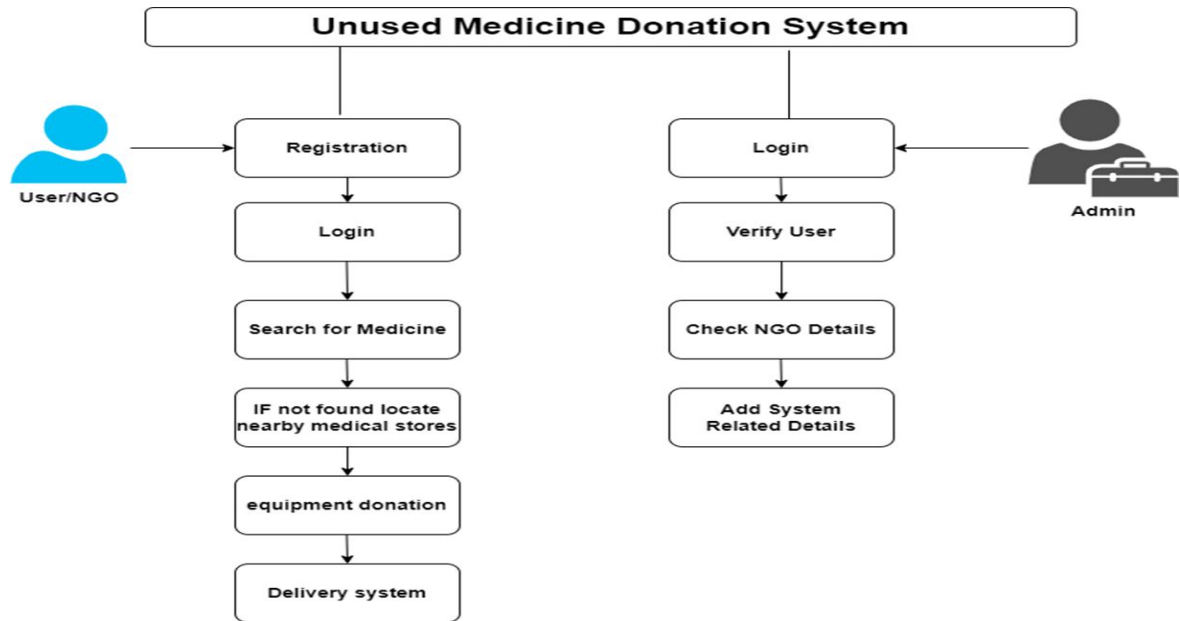 Unused Medicine Donation System
User/NGO
Registration
Login
Search for Medicine
IF not found locate
nearby medical stores
equipment donation
Delivery system
Admin
Login
Verify User
Check NGO Details
Add System
Related Details